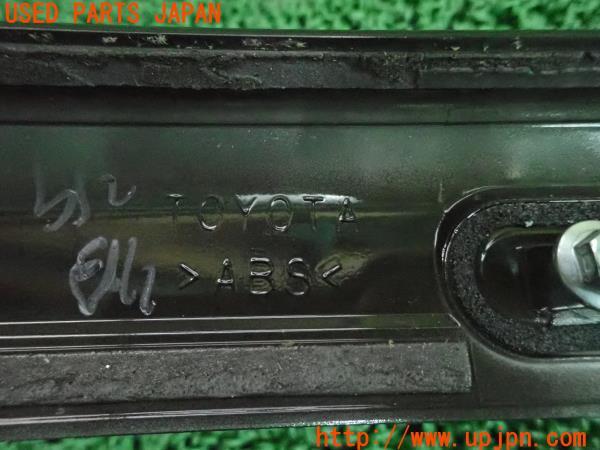 USED PARTS JAPAN
TOYOTA
>ABS<
http://www.upjpn.com